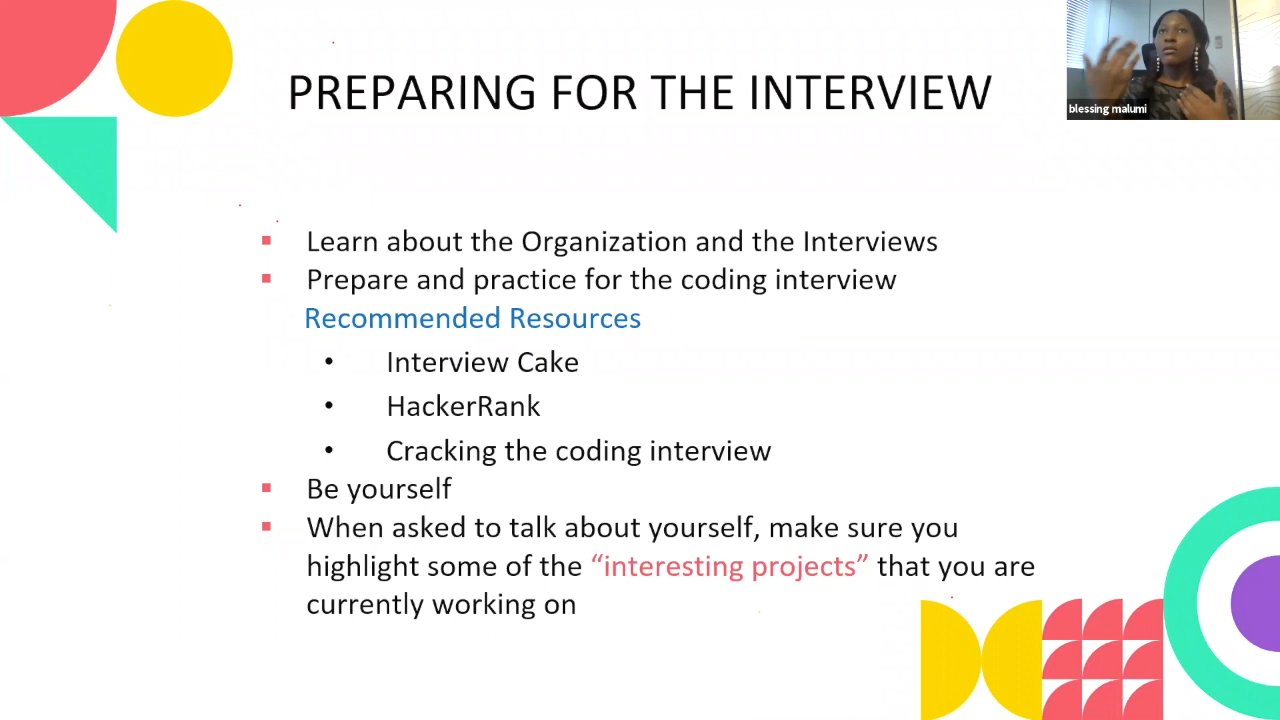 PREPARING FOR THE INTERVIEW
blessing malumi
▪ Learn about the Organization and the Interviews
▪ Prepare and practice for the coding interview
Recommended Resources
• Interview Cake
• HackerRank
• Cracking the coding interview
▪ Be yourself
▪ When asked to talk about yourself, make sure you
highlight some of the “interesting projects” that you are
currently working on